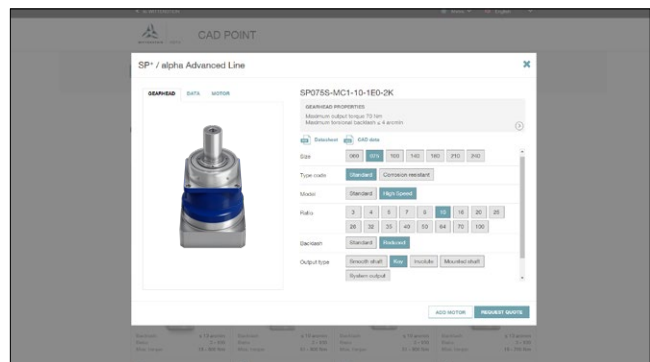 CAD POINT
SP⁺ / alpha Advanced Line
GEARHEAD DATA MOTOR
SP075S-MC1-10-1E0-2K
GEARHEAD PROPERTIES
Maximum output torque 70 Nm
Maximum torsional backlash ≤ 4 arcmin
Datasheet CAD data
Size 060 075 100 140 180 210 240
Type code Standard Corrosion resistant
Model Standard High Speed
Ratio 3 4 5 7 8 10 16 20 25
28 32 35 40 50 64 70 100
Backlash Standard Reduced
Output type Smooth shaft Key Involute Mounted shaft
System output
ADD MOTOR REQUEST QUOTE